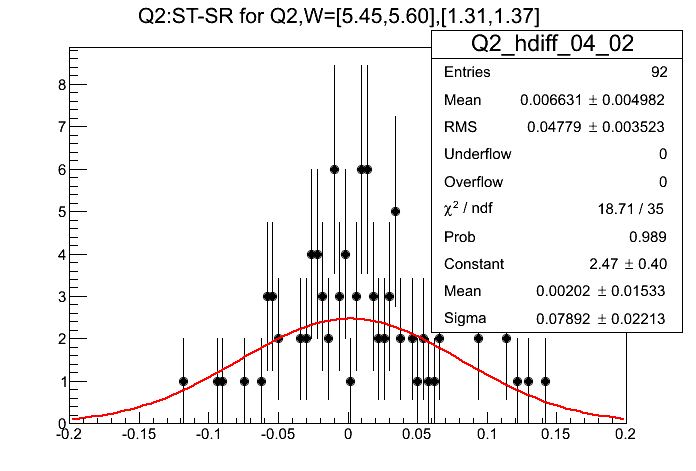 Q2:ST-SR for Q2,W=[5.45,5.60],[1.31,1.37]
Q2_hdiff_04_02
Entries 92
Mean 0.006631 ± 0.004982
RMS 0.04779 ± 0.003523
Underflow 0
Overflow 0
χ² / ndf 18.71 / 35
Prob 0.989
Constant 2.47 ± 0.40
Mean 0.00202 ± 0.01533
Sigma 0.07892 ± 0.02213
8
7
6
5
4
3
2
1
0
-0.2 -0.15 -0.1 -0.05 0 0.05 0.1 0.15 0.2